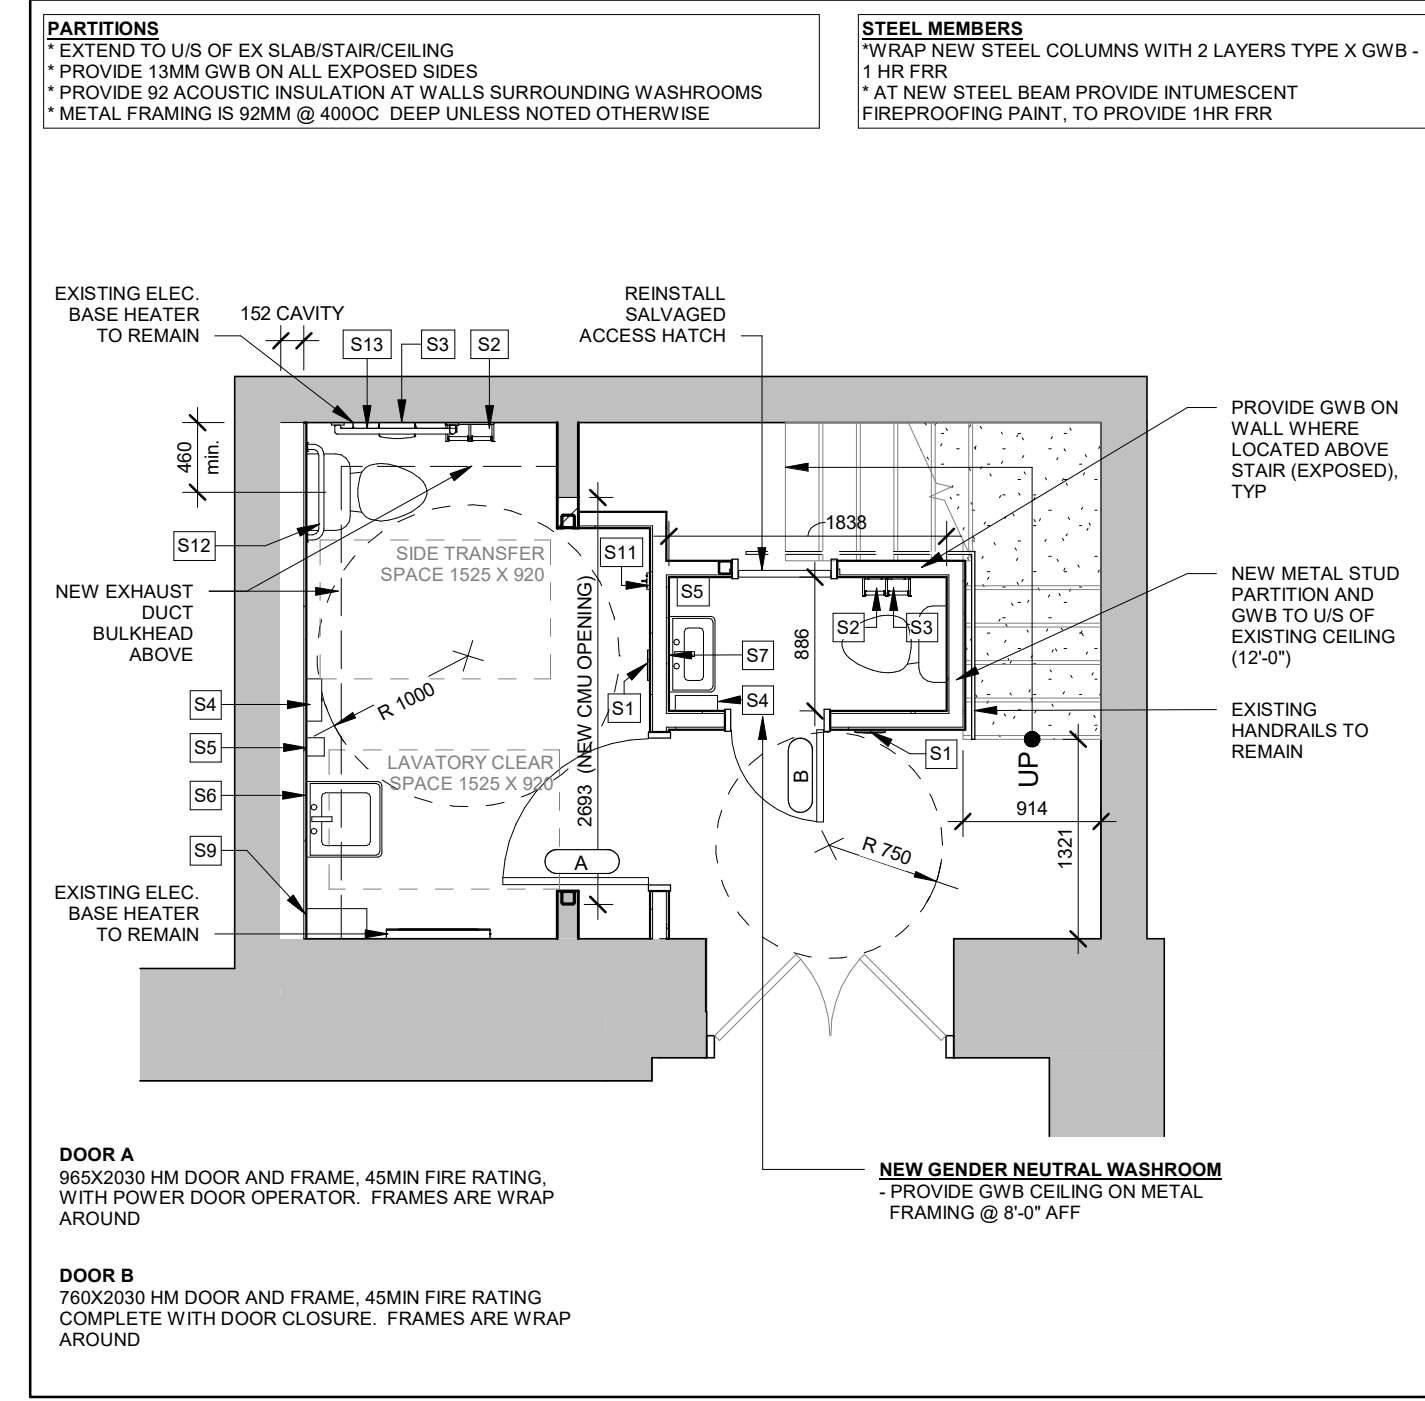 PARTITIONS
* EXTEND TO U/S OF EX SLAB/STAIR/CEILING
* PROVIDE 13MM GWB ON ALL EXPOSED SIDES
* PROVIDE 92 ACOUSTIC INSULATION AT WALLS SURROUNDING WASHROOMS
* METAL FRAMING IS 92MM @ 400OC DEEP UNLESS NOTED OTHERWISE
STEEL MEMBERS
*WRAP NEW STEEL COLUMNS WITH 2 LAYERS TYPE X GWB -
1 HR FRR
* AT NEW STEEL BEAM PROVIDE INTUMESCENT
FIREPROOFING PAINT, TO PROVIDE 1HR FRR
EXISTING ELEC.
BASE HEATER
TO REMAIN
152 CAVITY
S13
S3
S2
REINSTALL
SALVAGED
ACCESS HATCH
PROVIDE GWB ON
WALL WHERE
LOCATED ABOVE
STAIR (EXPOSED),
TYP
460
min.
S12
SIDE TRANSFER
SPACE 1525 X 920
S11
1838
NEW EXHAUST
DUCT
BULKHEAD
ABOVE
S5
S2
S3
886
S7
NEW METAL STUD
PARTITION AND
GWB TO U/S OF
EXISTING CEILING
(12'-0")
S4
R 1000
S1
S4
EXISTING
HANDRAILS TO
REMAIN
S5
LAVATORY CLEAR
SPACE 1525 X 920
2693 (NEW CMU OPENING)
S1
UP
S6
B
914
S9
A
R 750
1321
EXISTING ELEC.
BASE HEATER
TO REMAIN
DOOR A
965X2030 HM DOOR AND FRAME, 45MIN FIRE RATING,
WITH POWER DOOR OPERATOR. FRAMES ARE WRAP
AROUND
NEW GENDER NEUTRAL WASHROOM
- PROVIDE GWB CEILING ON METAL
FRAMING @ 8'-0" AFF
DOOR B
760X2030 HM DOOR AND FRAME, 45MIN FIRE RATING
COMPLETE WITH DOOR CLOSURE. FRAMES ARE WRAP
AROUND